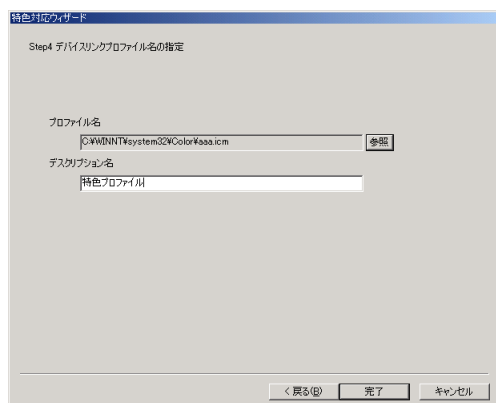 特色対応ウィザード
Step4 デバイスリンクプロファイル名の指定
プロファイル名
C:¥WINNT¥system32¥Color¥aaa.icm
参照
デスクリプション名
特色プロファイル
< 戻る(B)
完了
キャンセル